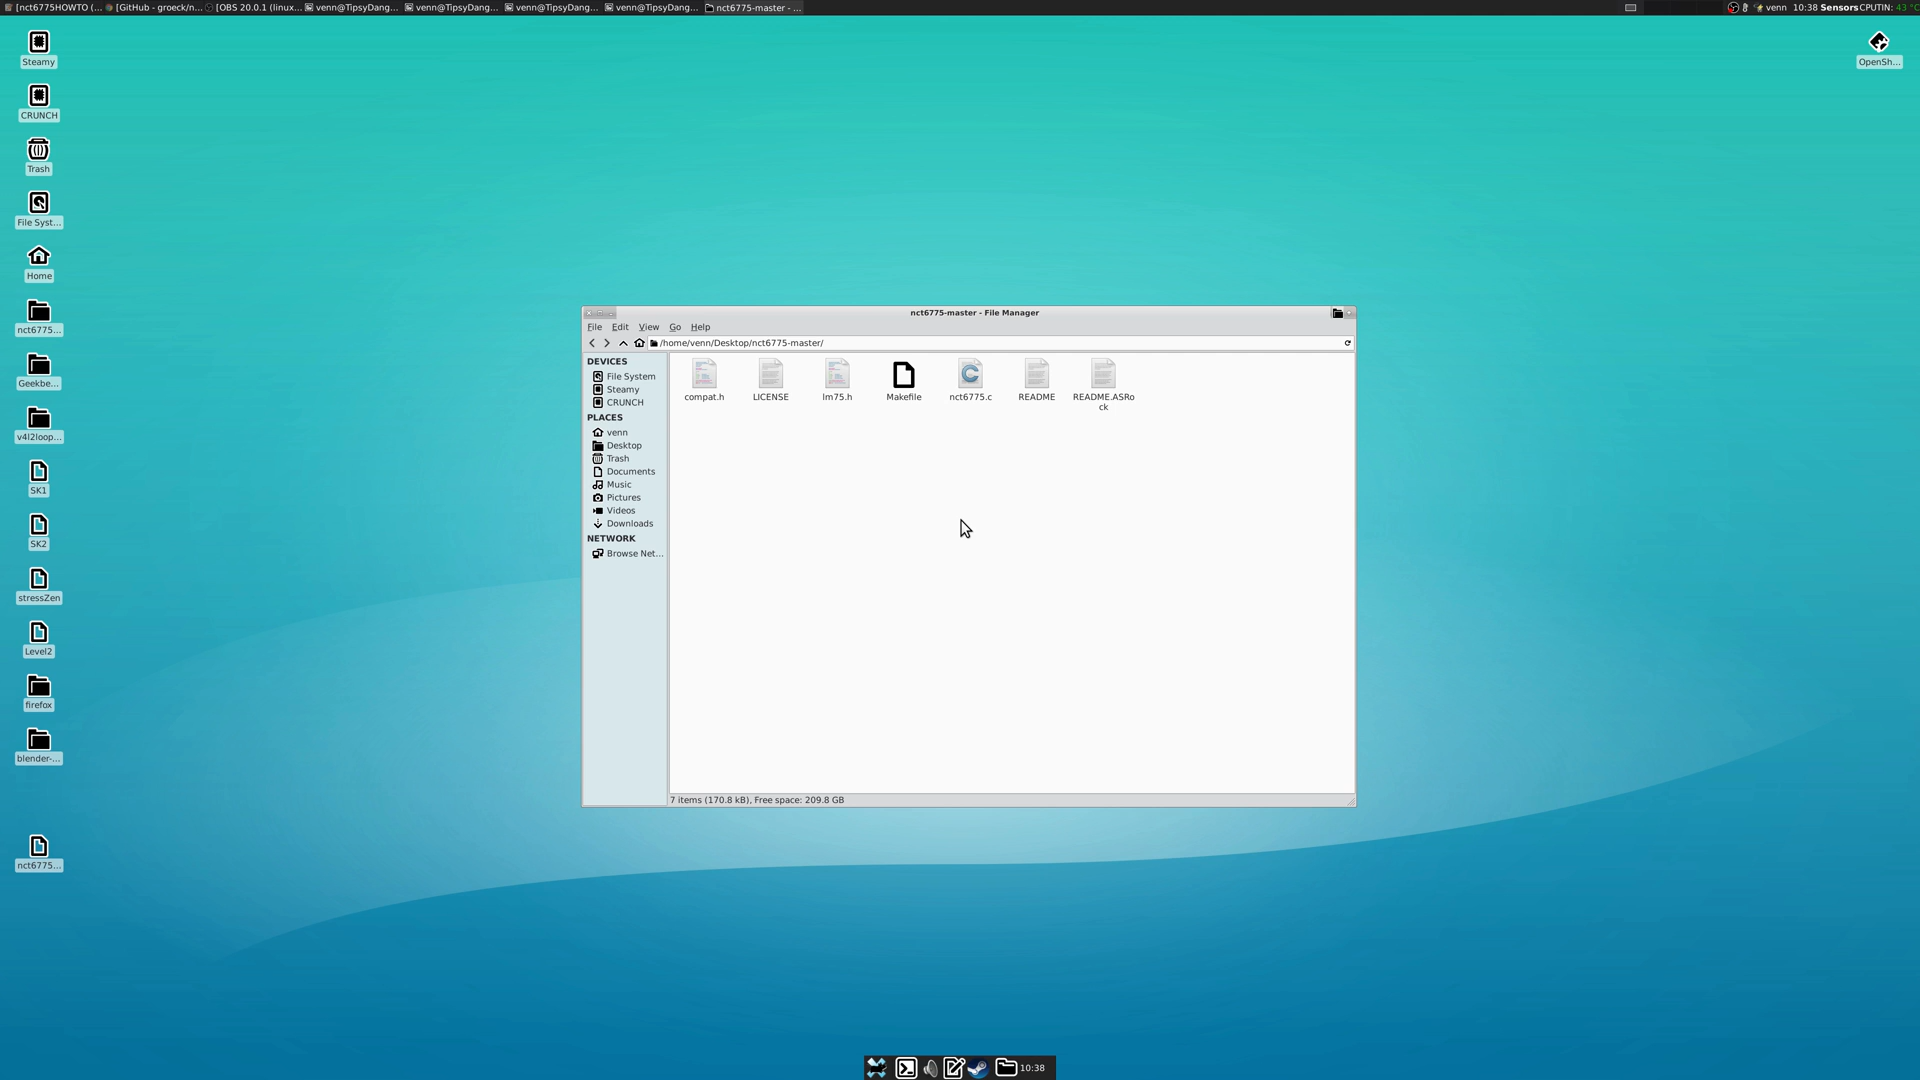 [nct6775HOWTO (... [GitHub - groeck/n... [OBS 20.0.1 (linux... venn@TipsyDang... venn@TipsyDang... venn@TipsyDang... venn@TipsyDang... nct6775-master - ... venn 10:38 Sensors CPUTIN: 43 °C
Steamy
OpenSh...
CRUNCH
Trash
File Syst...
Home
nct6775...
Geekbe...
v4l2loop...
SK1
SK2
stressZen
Level2
firefox
blender-...
nct6775...
nct6775-master - File Manager
File Edit View Go Help
/home/venn/Desktop/nct6775-master/
DEVICES
File System
Steamy
CRUNCH
PLACES
venn
Desktop
Trash
Documents
Music
Pictures
Videos
Downloads
NETWORK
Browse Net...
compat.h LICENSE lm75.h Makefile nct6775.c README README.ASRo
ck
7 items (170.8 kB), Free space: 209.8 GB
10:38